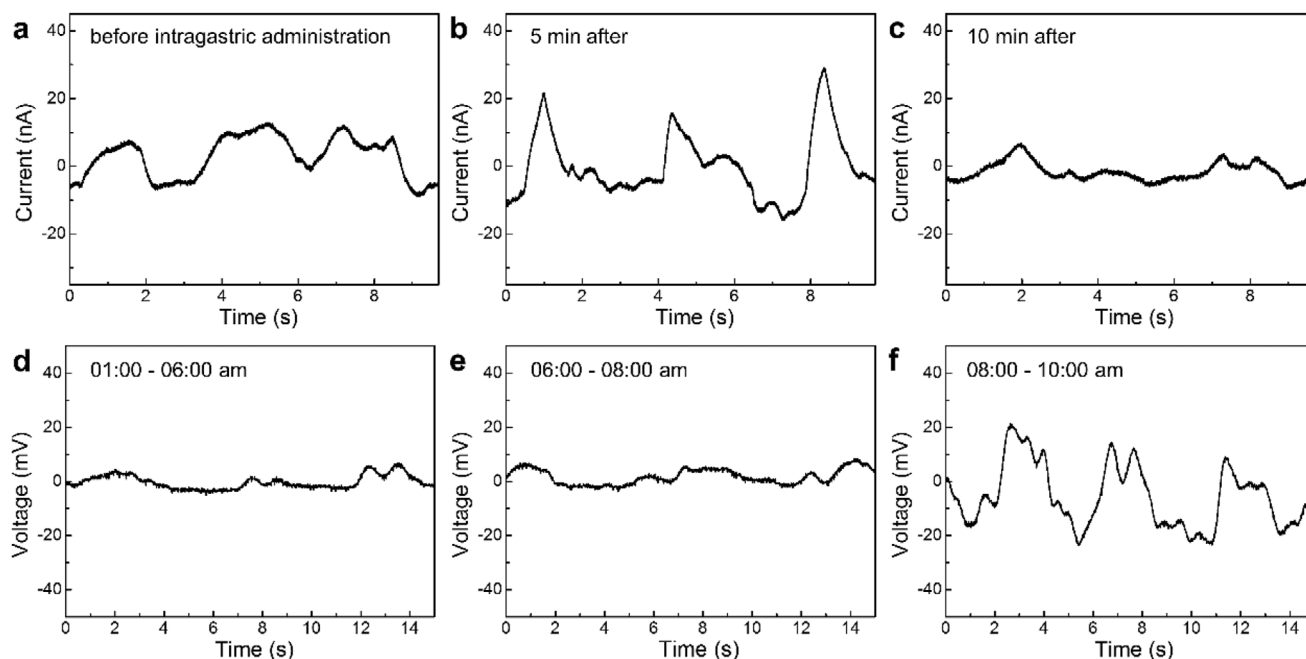 a before intragastric administration
Current (nA)
40
20
0
-20
0 2 4 6 8
Time (s)
b 5 min after
Current (nA)
40
20
0
-20
0 2 4 6 8
Time (s)
c 10 min after
Current (nA)
40
20
0
-20
0 2 4 6 8
Time (s)
d 01:00 - 06:00 am
Voltage (mV)
40
20
0
-20
-40
0 2 4 6 8 10 12 14
Time (s)
e 06:00 - 08:00 am
Voltage (mV)
40
20
0
-20
-40
0 2 4 6 8 10 12 14
Time (s)
f 08:00 - 10:00 am
Voltage (mV)
40
20
0
-20
-40
0 2 4 6 8 10 12 14
Time (s)